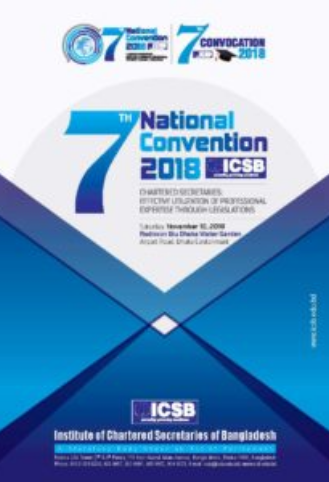 7th National
Convention
2018
7th CONVOCATION
2018
7TH National
Convention
2018 ICSB
CHARTERED SECRETARIES:
EFFECTIVE UTILIZATION OF PROFESSIONAL
EXPERTISE THROUGH LEGISLATIONS
Saturday, November 10, 2018
Radisson Blu Dhaka Water Garden
Airport Road, Dhaka Cantonment
www.icsb.edu.bd
ICSB
Institute of Chartered Secretaries of Bangladesh